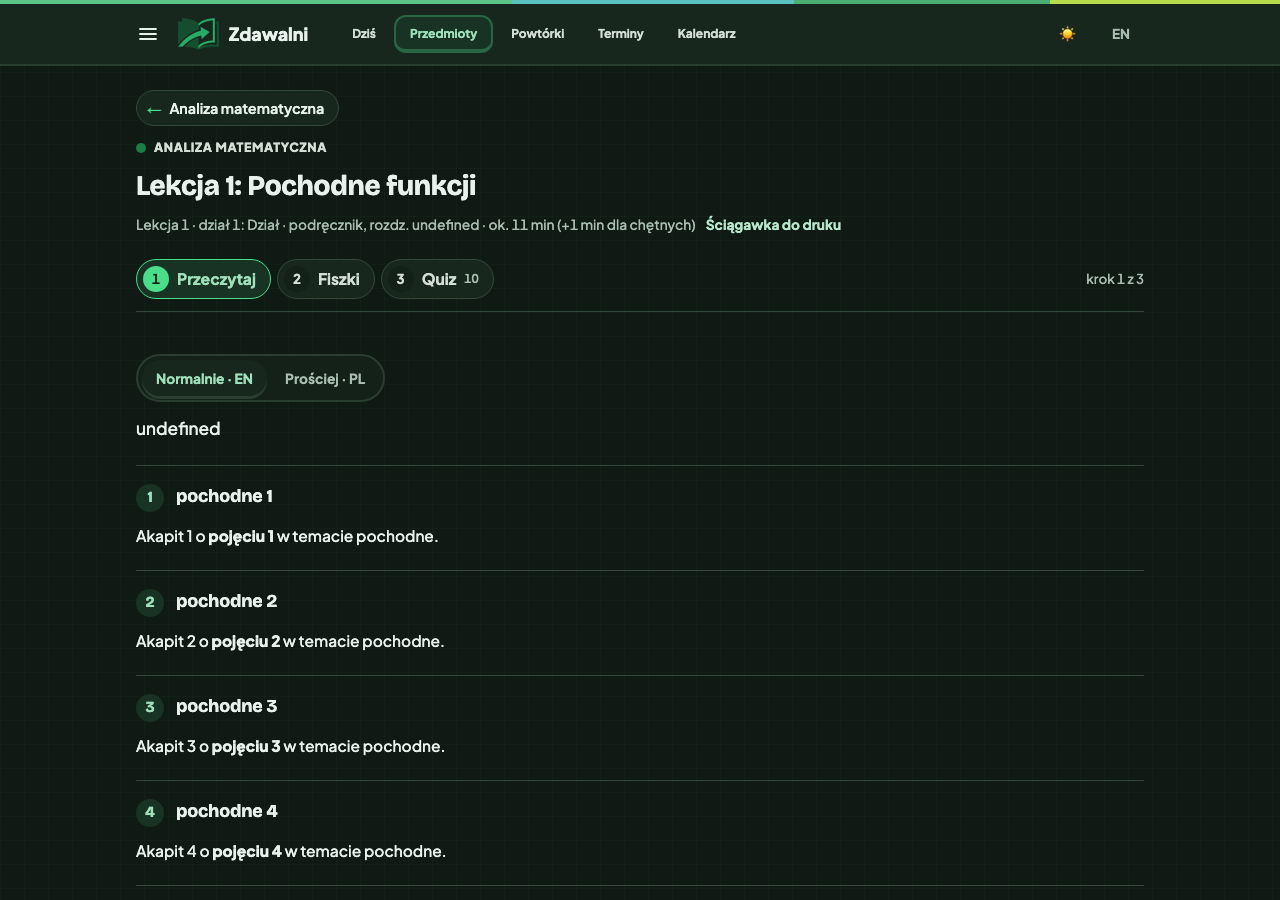 Zdawalni
Dziś
Przedmioty
Powtórki
Terminy
Kalendarz
EN
← Analiza matematyczna
ANALIZA MATEMATYCZNA
Lekcja 1: Pochodne funkcji
Lekcja 1 · dział 1: Dział · podręcznik, rozdz. undefined · ok. 11 min (+1 min dla chętnych) Ściągawka do druku
1 Przeczytaj
2 Fiszki
3 Quiz 10
krok 1 z 3
Normalnie · EN
Prościej · PL
undefined
1 pochodne 1
Akapit 1 o pojęciu 1 w temacie pochodne.
2 pochodne 2
Akapit 2 o pojęciu 2 w temacie pochodne.
3 pochodne 3
Akapit 3 o pojęciu 3 w temacie pochodne.
4 pochodne 4
Akapit 4 o pojęciu 4 w temacie pochodne.